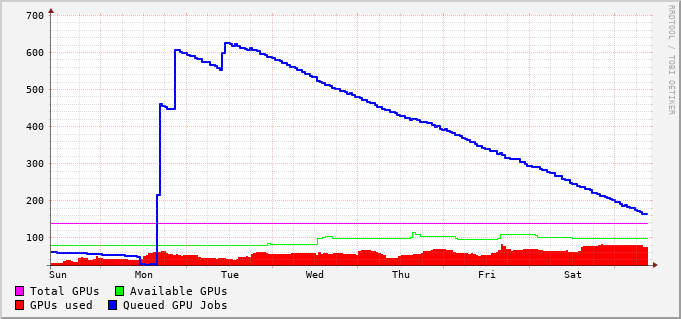 700
600
500
400
300
200
100
Sun Mon Tue Wed Thu Fri Sat
Total GPUs Available GPUs
GPUs used Queued GPU Jobs
RRDTOOL / TOBI OETIKER